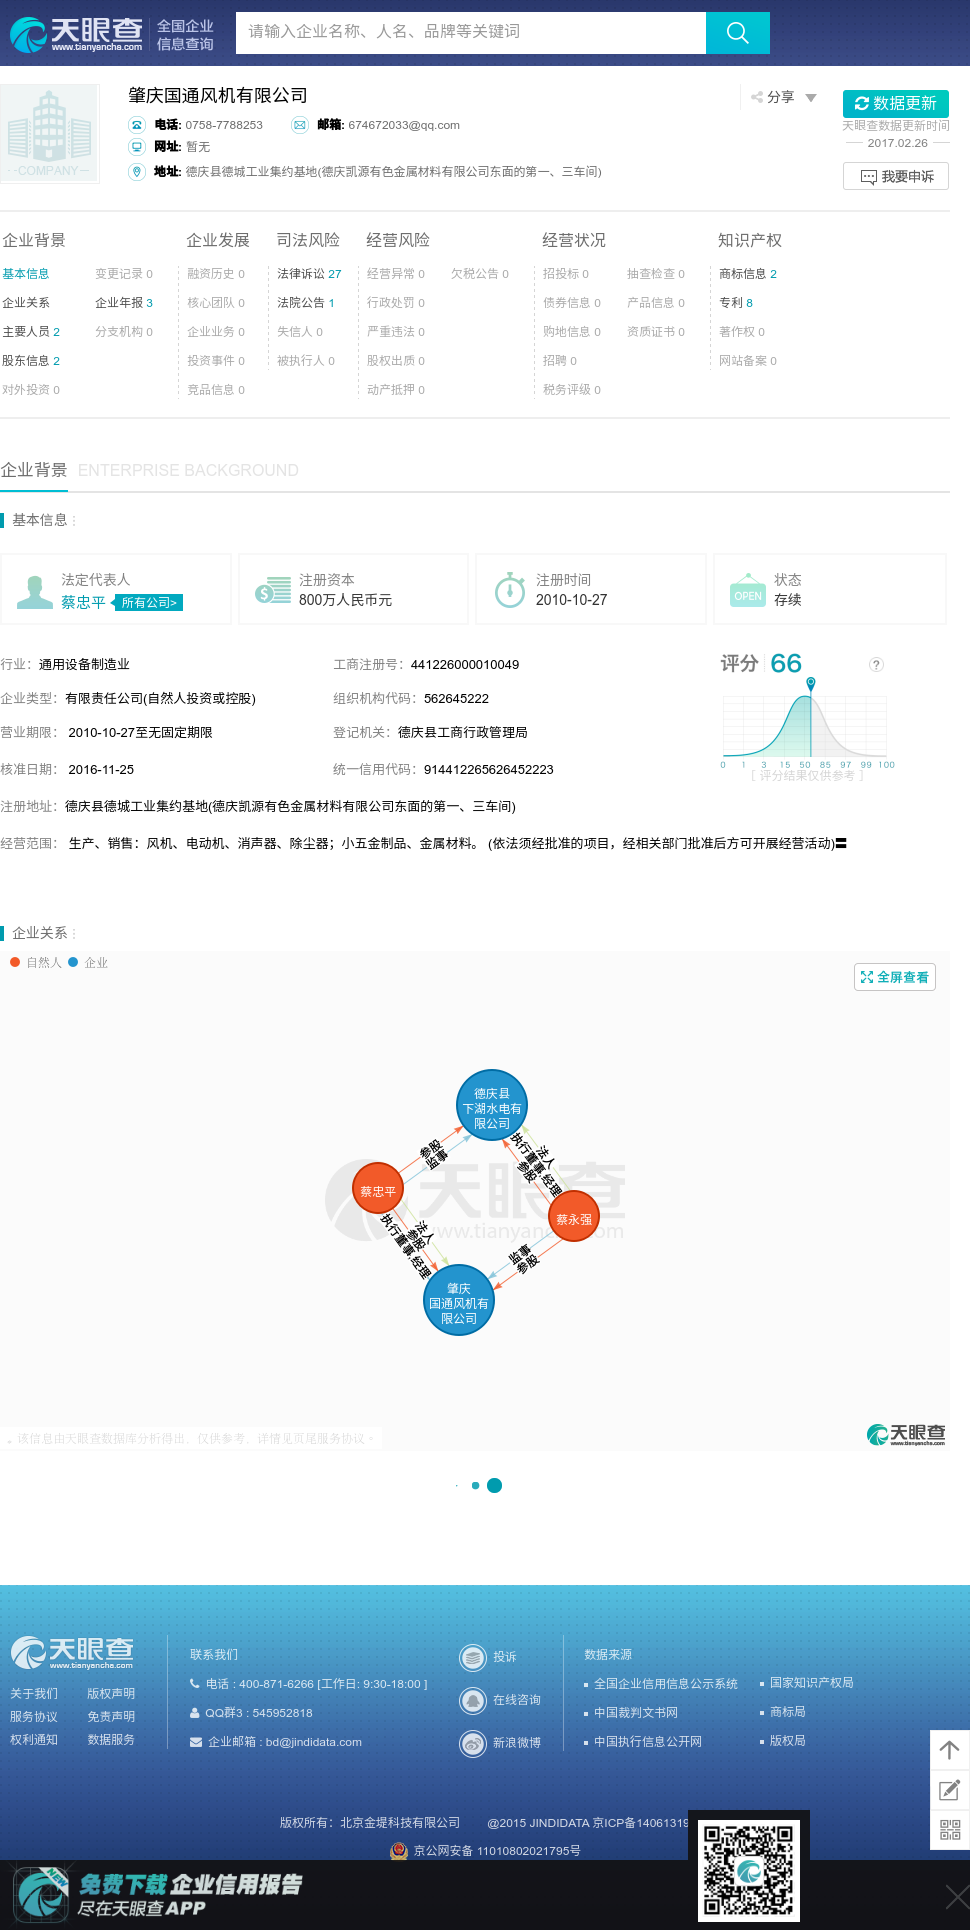 天眼查 全国企业
www.tianyancha.com 信息查询
请输入企业名称、人名、品牌等关键词
肇庆国通风机有限公司
分享
数据更新
天眼查数据更新时间
2017.02.26
我要申诉
COMPANY
电话: 0758-7788253 邮箱: 674672033@qq.com
网址: 暂无
地址: 德庆县德城工业集约基地(德庆凯源有色金属材料有限公司东面的第一、三车间)
企业背景 企业发展 司法风险 经营风险 经营状况 知识产权
基本信息 变更记录 0 融资历史 0 法律诉讼 27 经营异常 0 欠税公告 0 招投标 0 抽查检查 0 商标信息 2
企业关系 企业年报 3 核心团队 0 法院公告 1 行政处罚 0 债券信息 0 产品信息 0 专利 8
主要人员 2 分支机构 0 企业业务 0 失信人 0 严重违法 0 购地信息 0 资质证书 0 著作权 0
股东信息 2 投资事件 0 被执行人 0 股权出质 0 招聘 0 网站备案 0
对外投资 0 竞品信息 0 动产抵押 0 税务评级 0
企业背景 ENTERPRISE BACKGROUND
基本信息
法定代表人 注册资本 注册时间 状态
蔡忠平 所有公司> 800万人民币元 2010-10-27 OPEN 存续
行业：通用设备制造业 工商注册号：441226000010049
企业类型：有限责任公司(自然人投资或控股) 组织机构代码：562645222
营业期限： 2010-10-27至无固定期限 登记机关：德庆县工商行政管理局
核准日期： 2016-11-25 统一信用代码：914412265626452223
评分 66 ?
0 1 3 15 50 85 97 99 100
[ 评分结果仅供参考 ]
注册地址：德庆县德城工业集约基地(德庆凯源有色金属材料有限公司东面的第一、三车间)
经营范围： 生产、销售：风机、电动机、消声器、除尘器；小五金制品、金属材料。 (依法须经批准的项目，经相关部门批准后方可开展经营活动)〓
企业关系
自然人 企业
全屏查看
德庆县
下湖水电有
限公司
参股
监事
法人
执行董事,经理
参股
蔡忠平
天眼查
www.tianyancha.com
蔡永强
法人
参股
执行董事,经理
监事
参股
肇庆
国通风机有
限公司
该信息由天眼查数据库分析得出，仅供参考，详情见页尾服务协议。
天眼查
www.tianyancha.com
天眼查
www.tianyancha.com
关于我们 版权声明
服务协议 免责声明
权利通知 数据服务
联系我们
电话 : 400-871-6266 [工作日: 9:30-18:00 ]
QQ群3 : 545952818
企业邮箱 : bd@jindidata.com
投诉
在线咨询
新浪微博
数据来源
全国企业信用信息公示系统 国家知识产权局
中国裁判文书网 商标局
中国执行信息公开网 版权局
版权所有：北京金堤科技有限公司 @2015 JINDIDATA 京ICP备1406131
京公网安备 11010802021795号
NEW
免费下载 企业信用报告
尽在天眼查APP